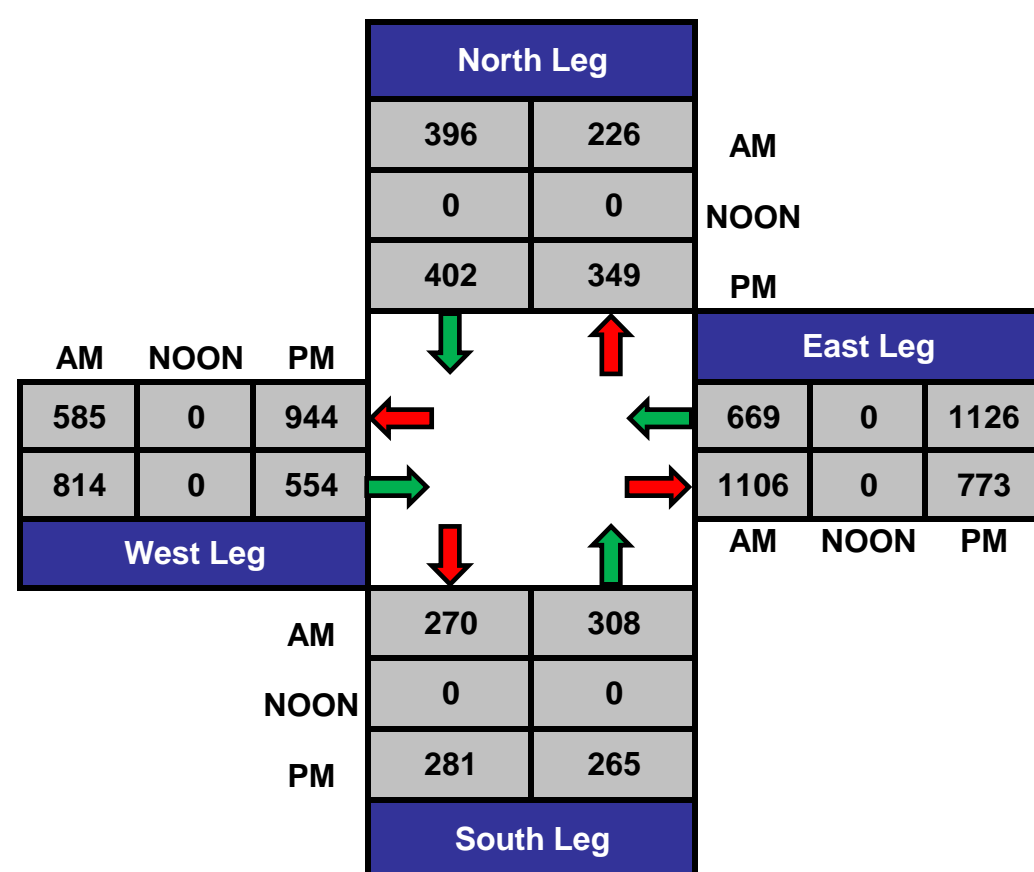 North Leg
396 226 AM
0 0 NOON
402 349 PM
East Leg
AM NOON PM
585 0 944 669 0 1126
814 0 554 1106 0 773
West Leg AM NOON PM
AM 270 308
NOON 0 0
PM 281 265
South Leg